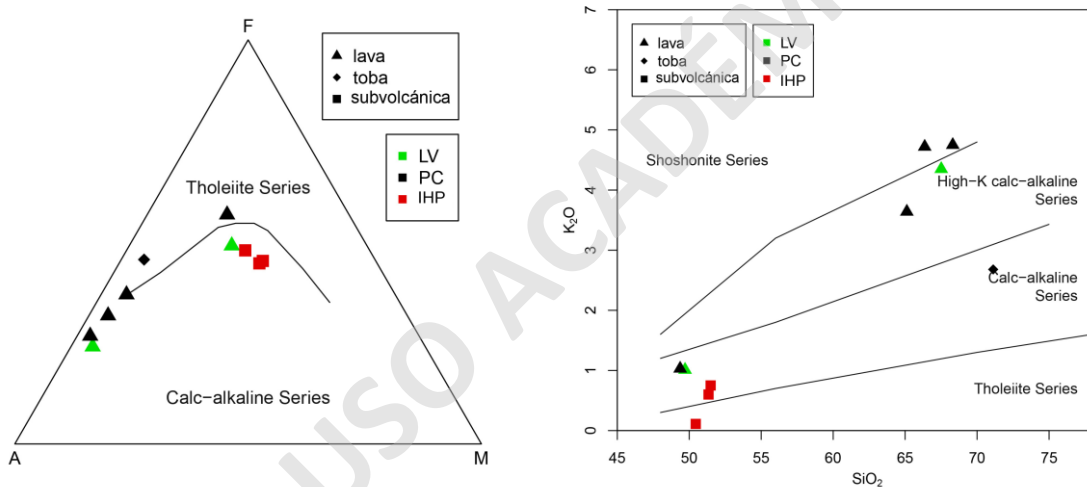 F
▲ lava
◆ toba
■ subvolcánica
■ LV
■ PC
■ IHP
Tholeiite Series
Calc−alkaline Series
A
M
7
6
5
4
3
2
1
0
K₂O
▲ lava
◆ toba
■ subvolcánica
■ LV
■ PC
■ IHP
Shoshonite Series
High−K calc−alkaline
Series
Calc−alkaline
Series
Tholeiite Series
45
50
55
60
65
70
75
SiO₂
USO ACADÉM